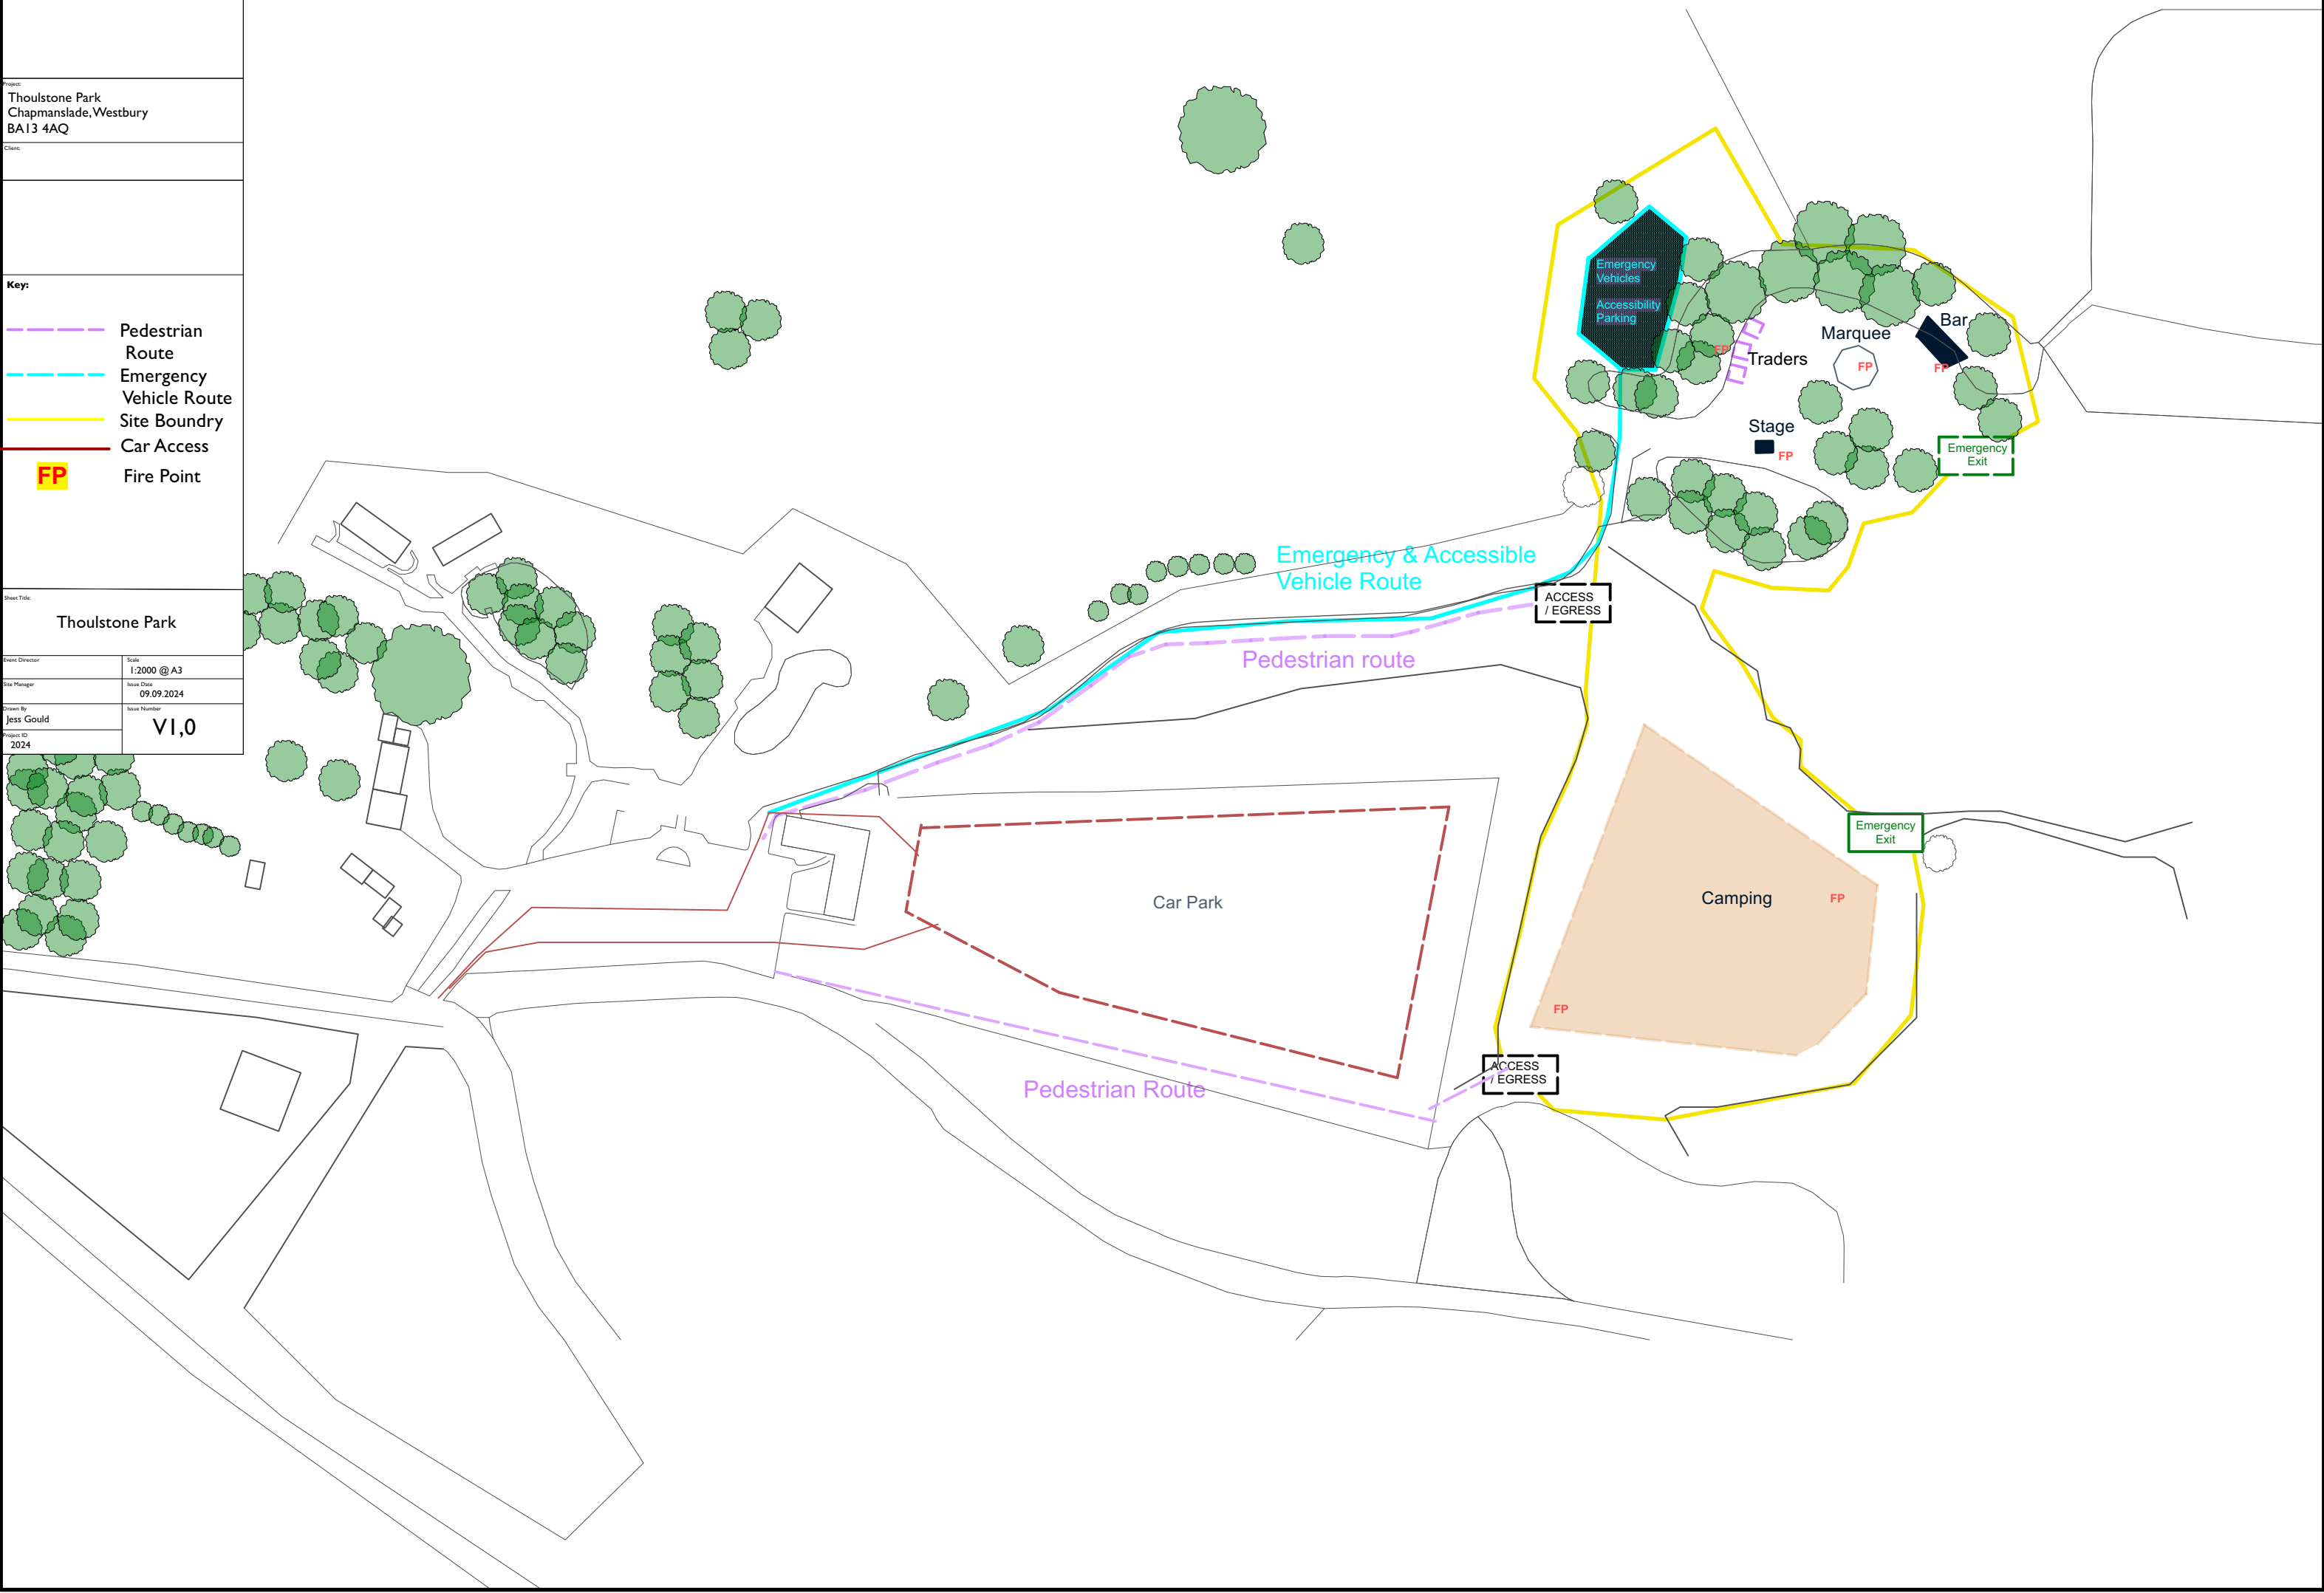 Project:
Thoulstone Park
Chapmanslade, Westbury
BA13 4AQ
Client:
Key:
Pedestrian
Route
Emergency
Vehicle Route
Site Boundry
Car Access
FP
Fire Point
Sheet Title:
Thoulstone Park
Event Director
Scale
1:2000 @ A3
Site Manager
Issue Date
09.09.2024
Drawn By
Jess Gould
Issue Number
V1,0
Project ID
2024
Emergency
Vehicles
Accessibility
Parking
FP
Traders
Marquee
FP
Bar
FP
Stage
FP
Emergency
Exit
Emergency & Accessible
Vehicle Route
ACCESS
/ EGRESS
Pedestrian route
Emergency
Exit
Car Park
Camping
FP
FP
ACCESS
/ EGRESS
Pedestrian Route